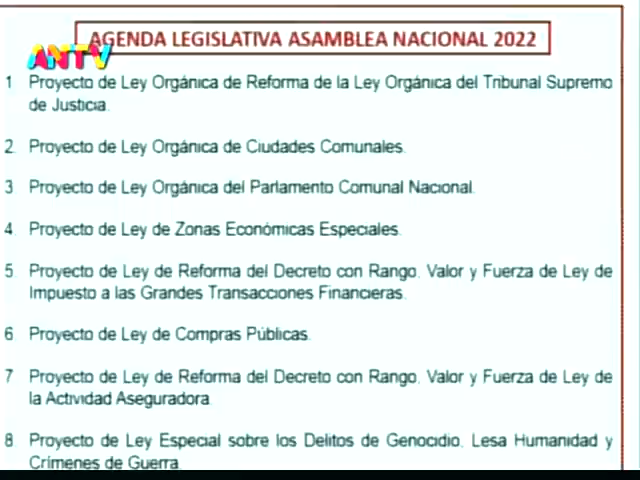 AGENDA LEGISLATIVA ASAMBLEA NACIONAL 2022
ANTV
1 Proyecto de Ley Orgánica de Reforma de la Ley Orgánica del Tribunal Supremo
de Justicia.
2. Proyecto de Ley Orgánica de Ciudades Comunales.
3 Proyecto de Ley Orgánica del Parlamento Comunal Nacional.
4. Proyecto de Ley de Zonas Económicas Especiales.
5. Proyecto de Ley de Reforma del Decreto con Rango, Valor y Fuerza de Ley de
Impuesto a las Grandes Transacciones Financieras.
6 Proyecto de Ley de Compras Públicas.
7 Proyecto de Ley de Reforma del Decreto con Rango, Valor y Fuerza de Ley de
la Actividad Aseguradora
8 Proyecto de Ley Especial sobre los Delitos de Genocidio, Lesa Humanidad y
Crímenes de Guerra